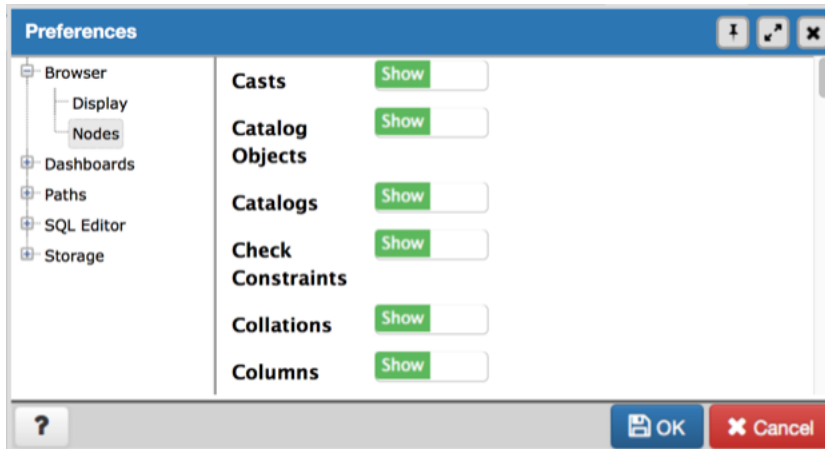 Preferences
Browser
Display
Nodes
Dashboards
Paths
SQL Editor
Storage
Casts Show
Catalog Show
Objects
Catalogs Show
Check Show
Constraints
Collations Show
Columns Show
?
OK
Cancel